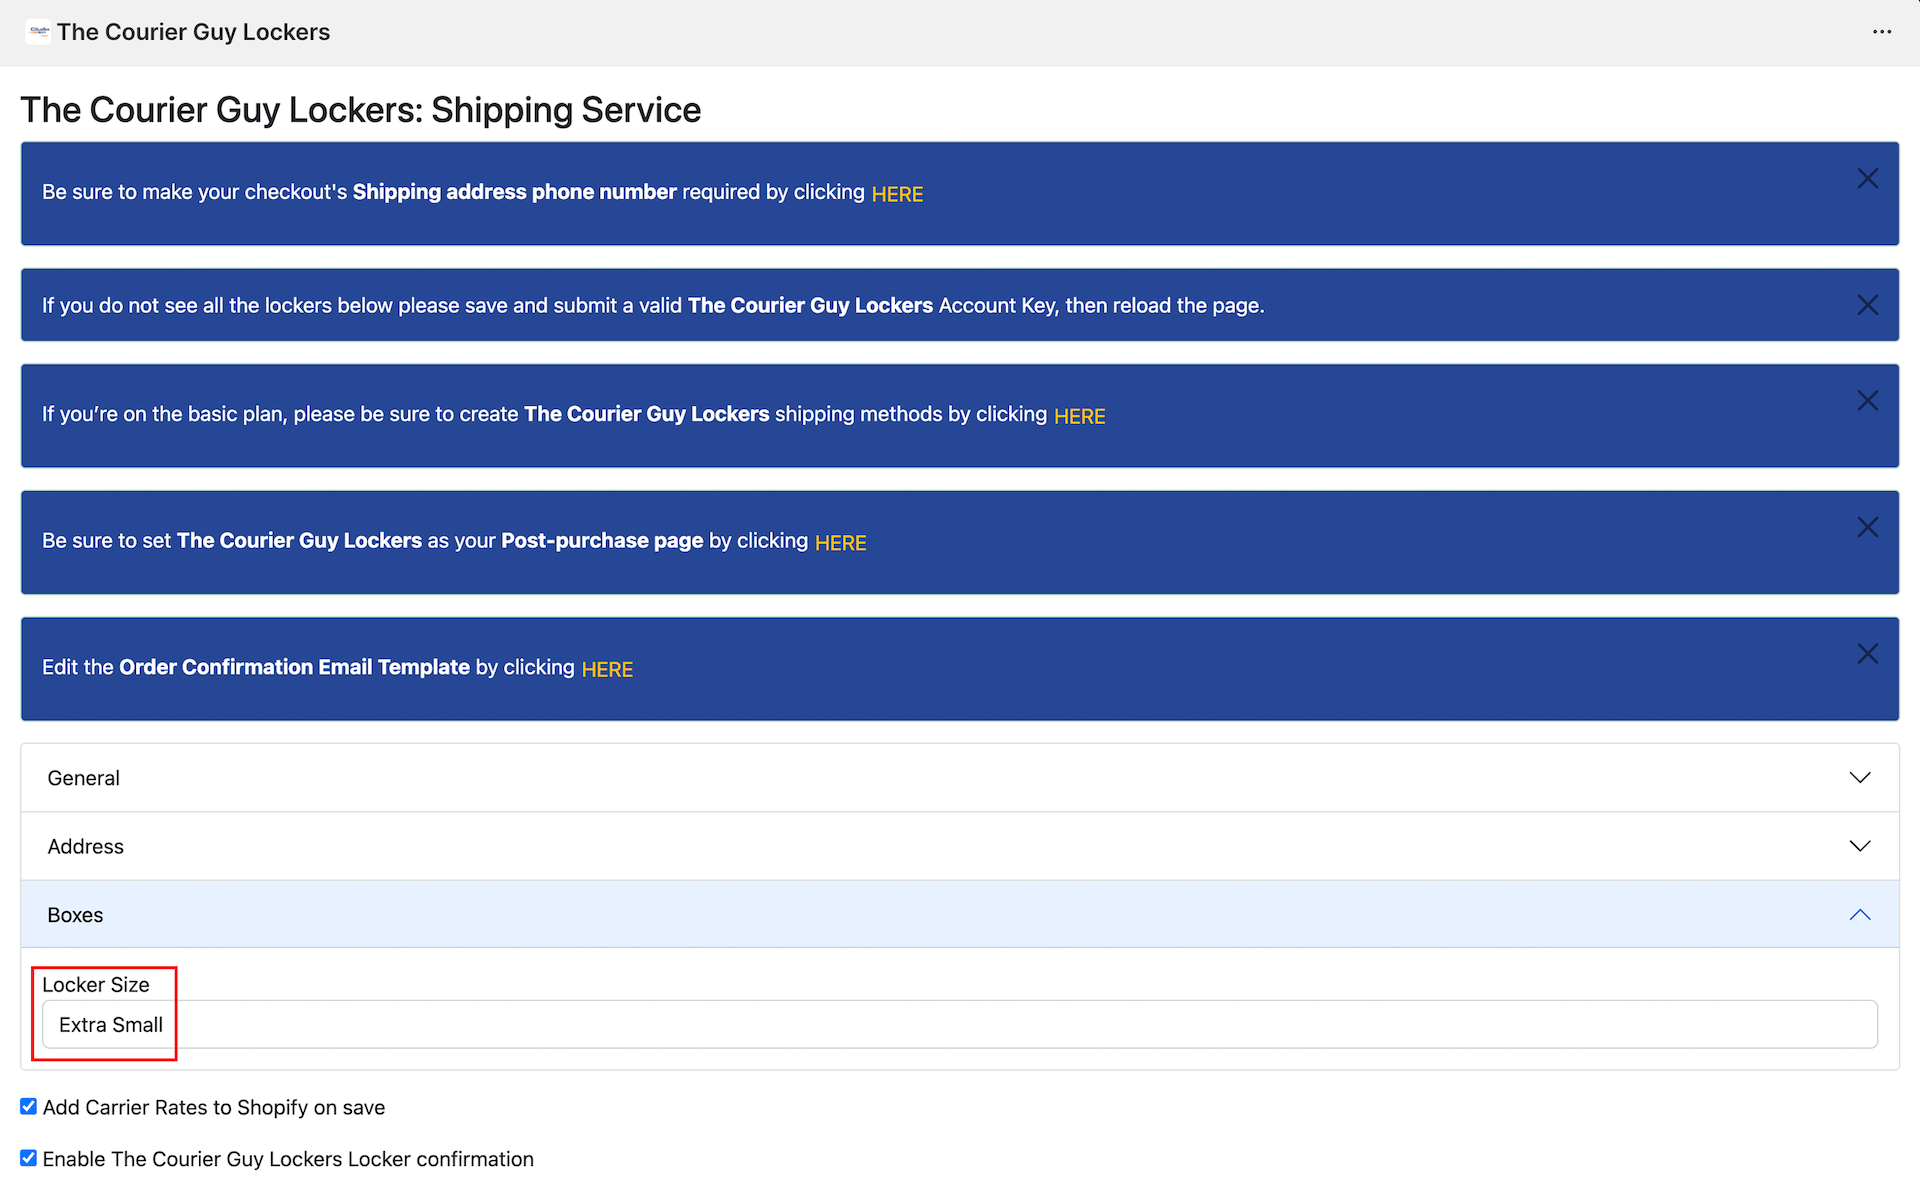 The Courier Guy Lockers
The Courier Guy Lockers: Shipping Service
Be sure to make your checkout's Shipping address phone number required by clicking HERE
If you do not see all the lockers below please save and submit a valid The Courier Guy Lockers Account Key, then reload the page.
If you’re on the basic plan, please be sure to create The Courier Guy Lockers shipping methods by clicking HERE
Be sure to set The Courier Guy Lockers as your Post-purchase page by clicking HERE
Edit the Order Confirmation Email Template by clicking HERE
General
Address
Boxes
Locker Size
Extra Small
Add Carrier Rates to Shopify on save
Enable The Courier Guy Lockers Locker confirmation